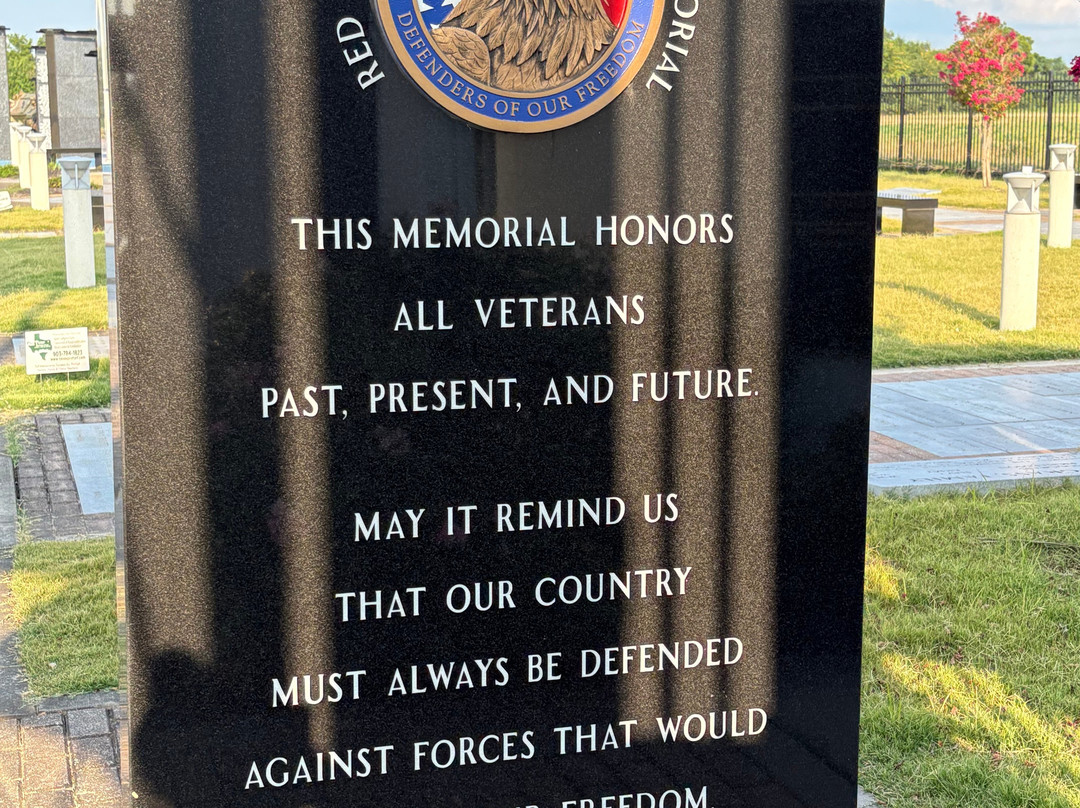 RED
DEFENDERS OF OUR FREEDOM
THIS MEMORIAL HONORS
ALL VETERANS
PAST, PRESENT, AND FUTURE.
MAY IT REMIND US
THAT OUR COUNTRY
MUST ALWAYS BE DEFENDED
AGAINST FORCES THAT WOULD
FREEDOM.